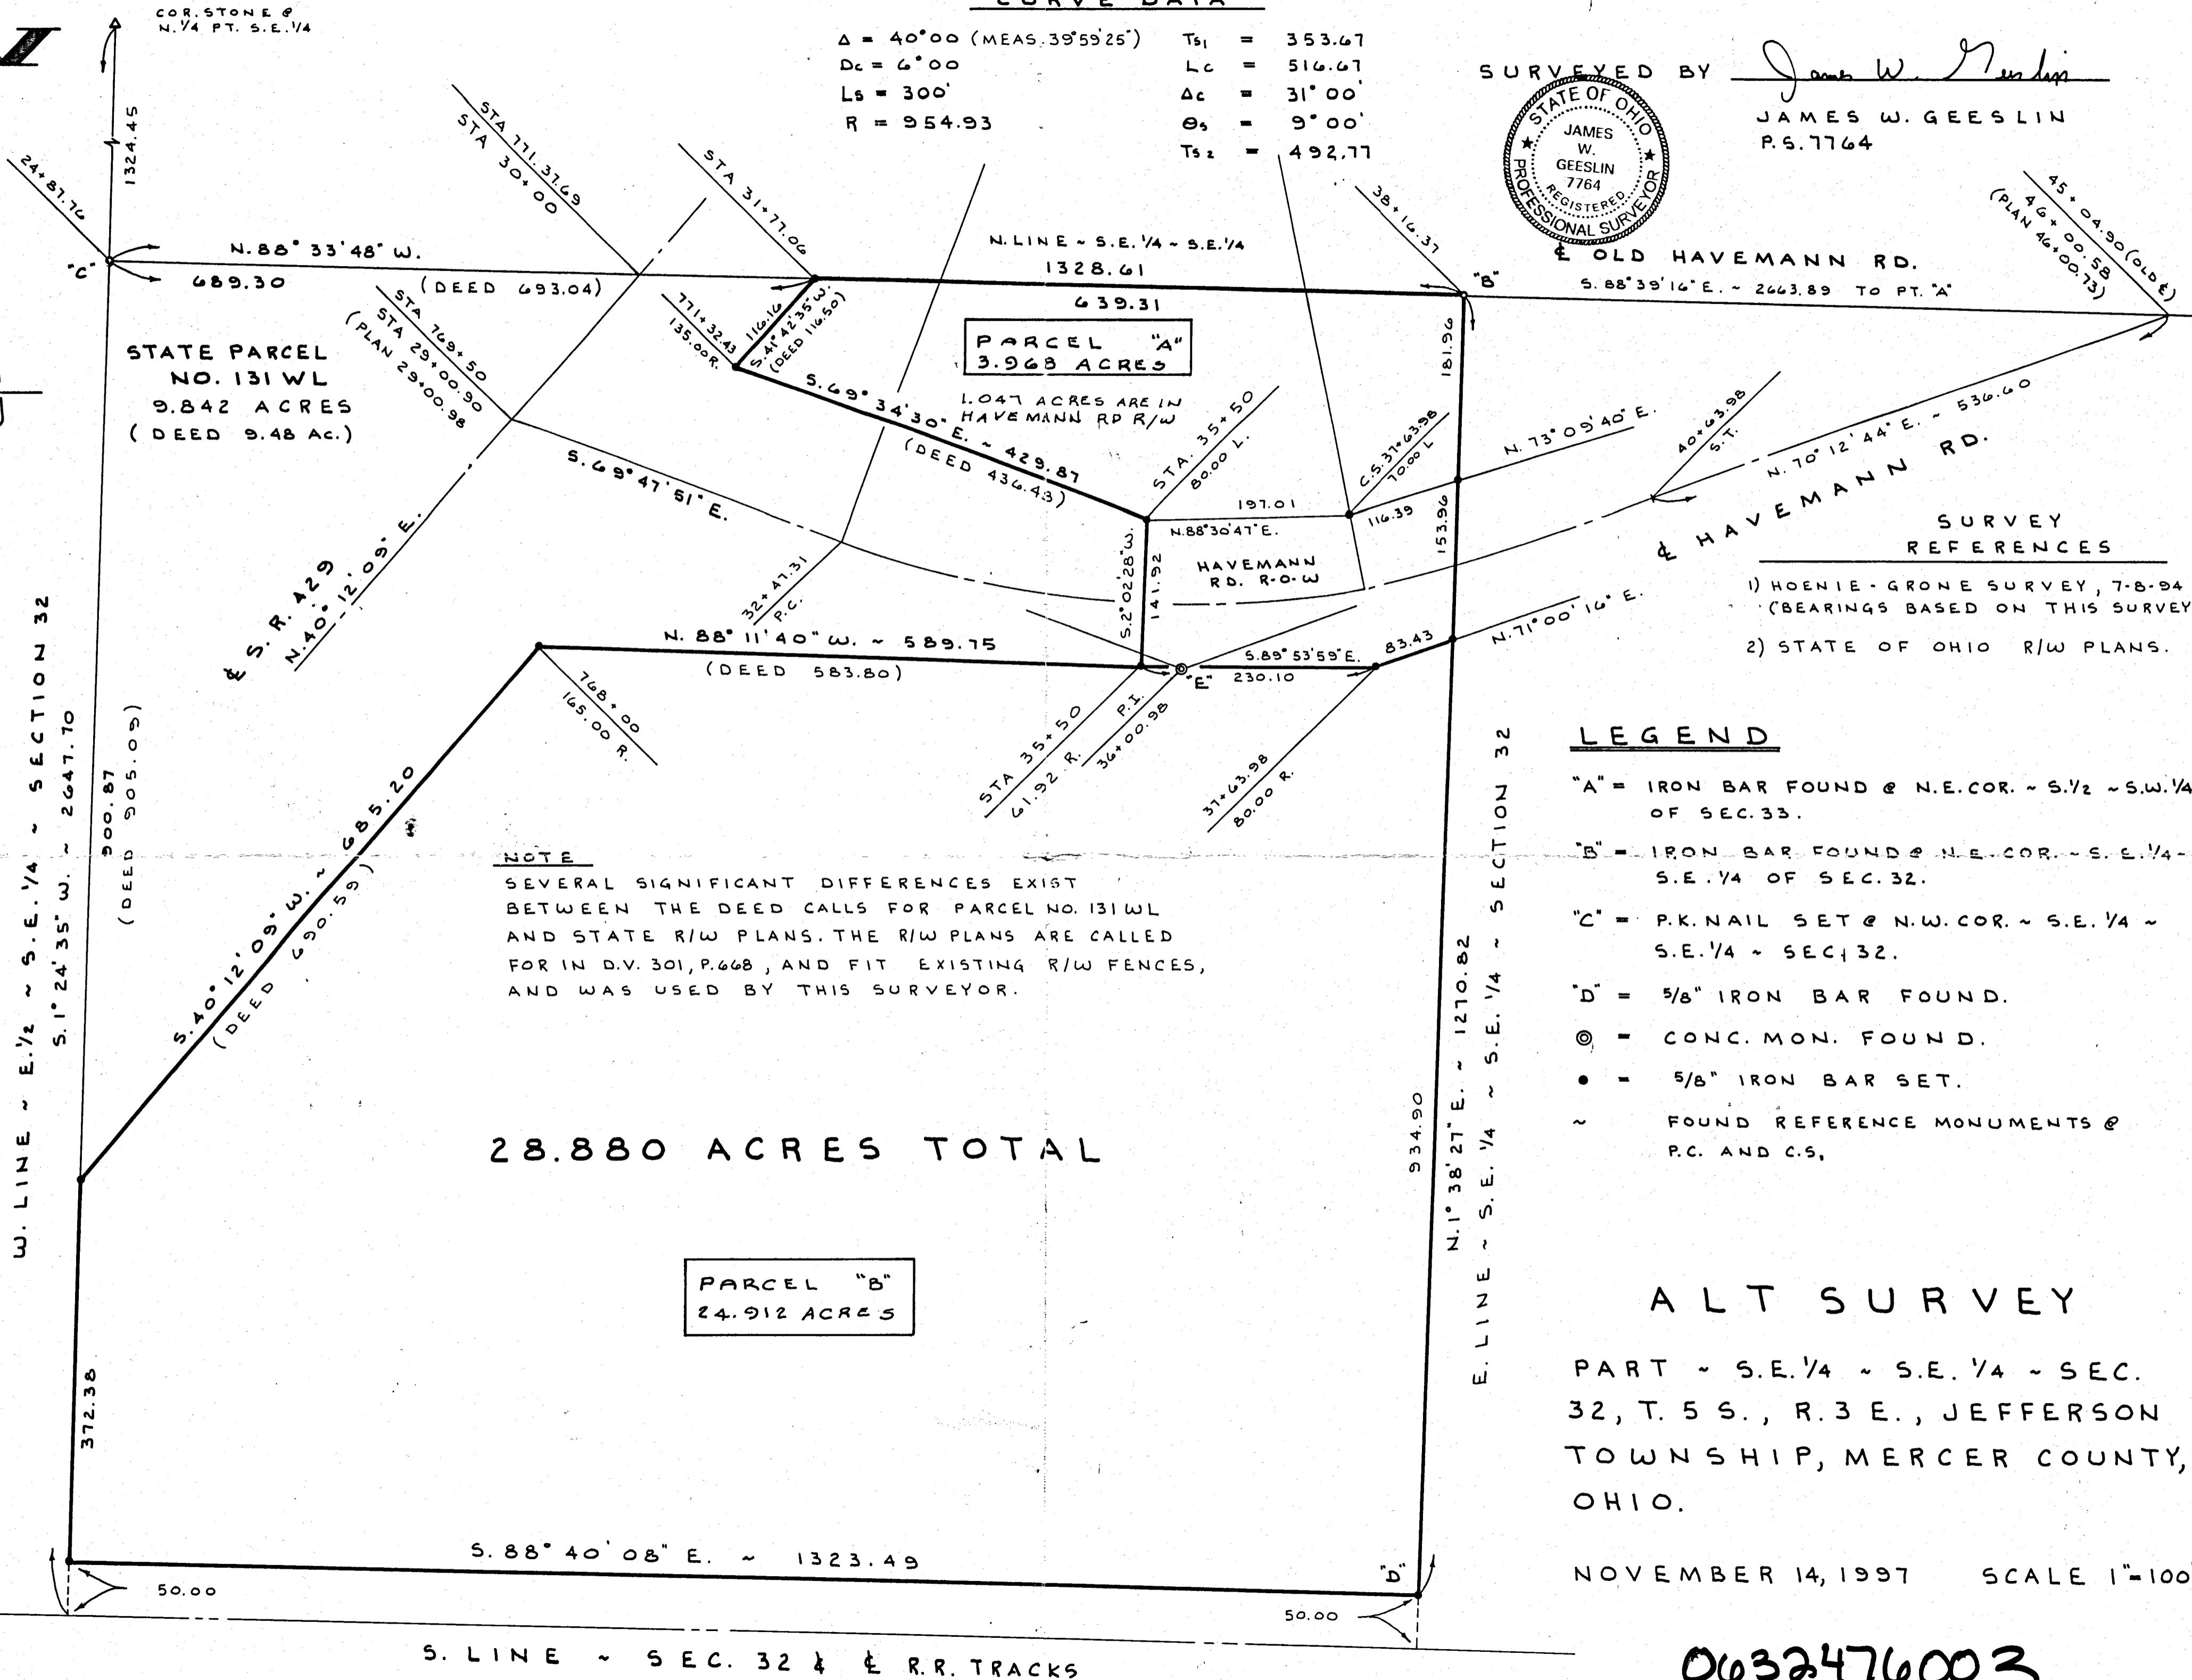 COR. STONE @
N. 1/4 PT. S.E. 1/4
1324.45
24+87.76
"C"
N. 88° 33' 48" W.
689.30
(DEED 693.04)
STA 771.37.69
STA 30+00
STA 31+77.06
CURVE DATA
Δ = 40°00 (MEAS. 39°59'25")
Dc = 6°00
Ls = 300'
R = 954.93
Ts1 = 353.67
Lc = 516.67
Δc = 31°00'
Θs = 9°00'
Ts2 = 492.77
SURVEYED BY
James W. Geeslin
JAMES W. GEESLIN
P.S. 7764
STATE OF OHIO
JAMES
W.
GEESLIN
7764
REGISTERED
PROFESSIONAL SURVEYOR
N. LINE ~ S.E. 1/4 ~ S.E. 1/4
1328.61
639.31
38+16.37
"B"
℄ OLD HAVEMANN RD.
S. 88° 39' 16" E. ~ 2663.89 TO PT. "A"
45+04.90 (OLD ℄)
46+00.58
(PLAN 46+00.73)
STATE PARCEL
NO. 131 WL
9.842 ACRES
(DEED 9.48 AC.)
STA 769+50
STA 29+00.90
(PLAN 29+00.98
771+32.43
135.00 R.
116.16
S. 41° 42' 35" W.
(DEED 116.50)
PARCEL "A"
3.968 ACRES
1.047 ACRES ARE IN
HAVEMANN RD R/W
S. 69° 34' 30" E. ~ 429.87
(DEED 436.43)
S. 69° 47' 51" E.
STA. 35+50
80.00 L.
C.S. 37+63.98
70.00 L
181.96
N. 73° 09' 40" E.
40+63.98
S.T.
N. 70° 12' 44" E. ~ 536.60
℄ HAVEMANN RD.
197.01
N. 88° 30' 47" E.
116.39
153.96
HAVEMANN
RD. R-O-W
S. 2° 02' 28" W.
141.92
32+47.31
P.C.
℄ S. R. 129
N. 40° 12' 09" E.
N. 88° 11' 40" W. ~ 589.75
(DEED 583.80)
768+00
165.00 R.
"E"
S. 89° 53' 59" E.
230.10
83.43
N. 71° 00' 16" E.
STA 35+50
61.92 R.
P.I.
36+00.98
37+63.98
80.00 R.
SURVEY
REFERENCES
1) HOENIE - GRONE SURVEY, 7-8-94
(BEARINGS BASED ON THIS SURVEY
2) STATE OF OHIO R/W PLANS.
W. LINE ~ E. 1/2 ~ S.E. 1/4 ~ SECTION 32
S. 1° 24' 35" W. ~ 2647.70
900.87
(DEED 905.09)
S. 40° 12' 09" W. ~ 685.20
(DEED 690.59)
NOTE
SEVERAL SIGNIFICANT DIFFERENCES EXIST
BETWEEN THE DEED CALLS FOR PARCEL NO. 131 WL
AND STATE R/W PLANS. THE R/W PLANS ARE CALLED
FOR IN D.V. 301, P. 668, AND FIT EXISTING R/W FENCES,
AND WAS USED BY THIS SURVEYOR.
LEGEND
"A" = IRON BAR FOUND @ N.E. COR. ~ S. 1/2 ~ S.W. 1/4
OF SEC. 33.
"B" = IRON BAR FOUND @ N.E. COR. ~ S.E. 1/4 ~
S.E. 1/4 OF SEC. 32.
"C" = P.K. NAIL SET @ N.W. COR. ~ S.E. 1/4 ~
S.E. 1/4 ~ SEC. 32.
"D" = 5/8" IRON BAR FOUND.
◎ = CONC. MON. FOUND.
● = 5/8" IRON BAR SET.
~ FOUND REFERENCE MONUMENTS @
P.C. AND C.S.
28.880 ACRES TOTAL
PARCEL "B"
24.912 ACRES
934.90
N. 1° 38' 27" E. ~ 1270.82
E. LINE ~ S.E. 1/4 ~ S.E. 1/4 ~ SECTION 32
372.38
S. 88° 40' 08" E. ~ 1323.49
"D"
50.00
50.00
S. LINE ~ SEC. 32 & ℄ R.R. TRACKS
ALT SURVEY
PART ~ S.E. 1/4 ~ S.E. 1/4 ~ SEC.
32, T. 5 S., R. 3 E., JEFFERSON
TOWNSHIP, MERCER COUNTY,
OHIO.
NOVEMBER 14, 1997 SCALE 1"=100'
0632476003